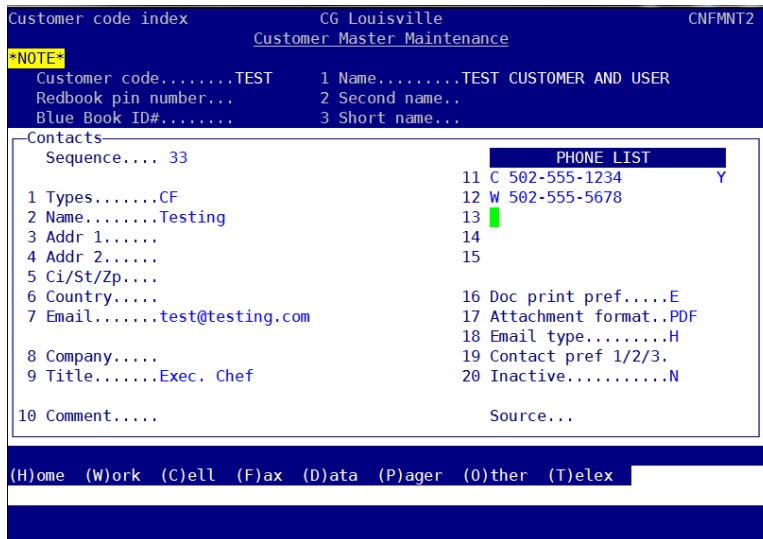 Customer code index CG Louisville CNFMNT2
Customer Master Maintenance
*NOTE*
Customer code........TEST 1 Name.........TEST CUSTOMER AND USER
Redbook pin number... 2 Second name..
Blue Book ID#........ 3 Short name...
Contacts
Sequence.... 33 PHONE LIST
11 C 502-555-1234 Y
1 Types.......CF 12 W 502-555-5678
2 Name........Testing 13
3 Addr 1...... 14
4 Addr 2...... 15
5 Ci/St/Zp....
6 Country..... 16 Doc print pref.....E
7 Email.......test@testing.com 17 Attachment format..PDF
18 Email type.........H
8 Company..... 19 Contact pref 1/2/3.
9 Title.......Exec. Chef 20 Inactive...........N
10 Comment..... Source...
(H)ome (W)ork (C)ell (F)ax (D)ata (P)ager (O)ther (T)elex